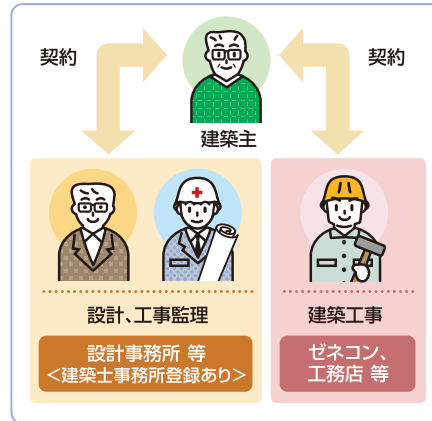 契約
契約
建築主
設計、工事監理
設計事務所 等
<建築士事務所登録あり>
建築工事
ゼネコン、
工務店 等